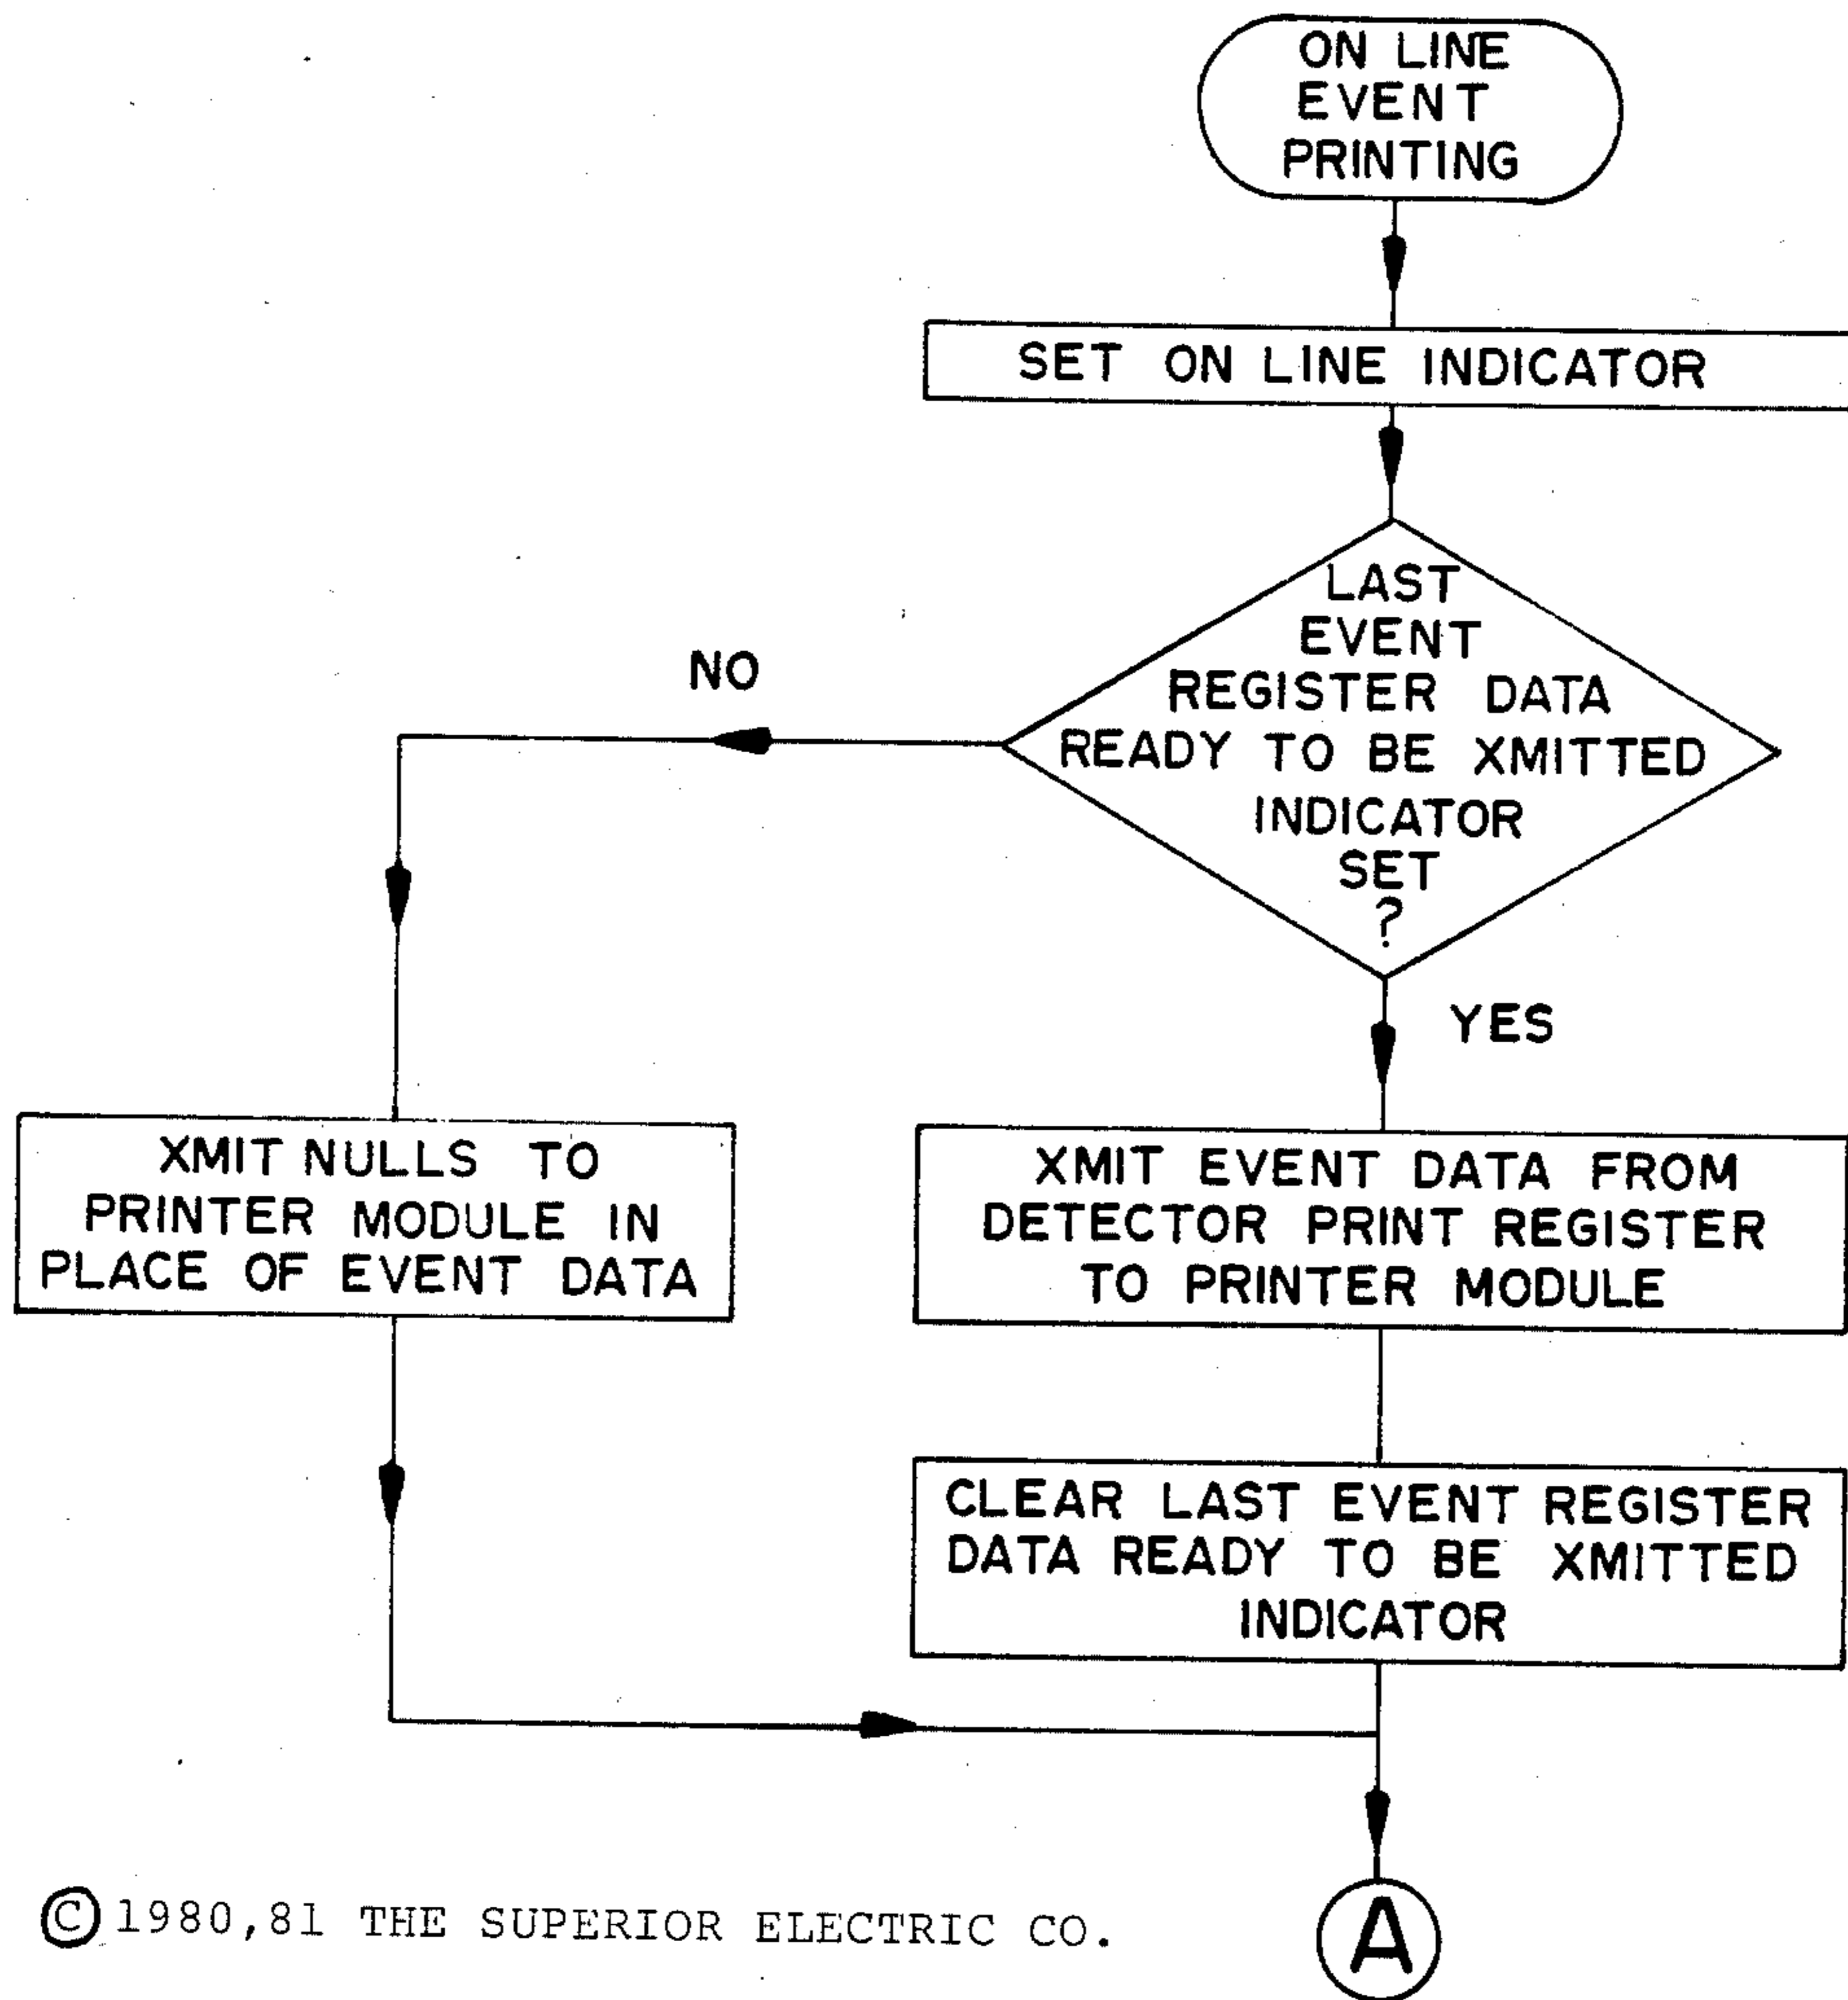 ON LINE
EVENT
PRINTING
SET ON LINE INDICATOR
LAST
EVENT
REGISTER DATA
READY TO BE XMITTED
INDICATOR
SET
?
NO
YES
XMIT NULLS TO
PRINTER MODULE IN
PLACE OF EVENT DATA
XMIT EVENT DATA FROM
DETECTOR PRINT REGISTER
TO PRINTER MODULE
CLEAR LAST EVENT REGISTER
DATA READY TO BE XMITTED
INDICATOR
A
© 1980,81 THE SUPERIOR ELECTRIC CO.